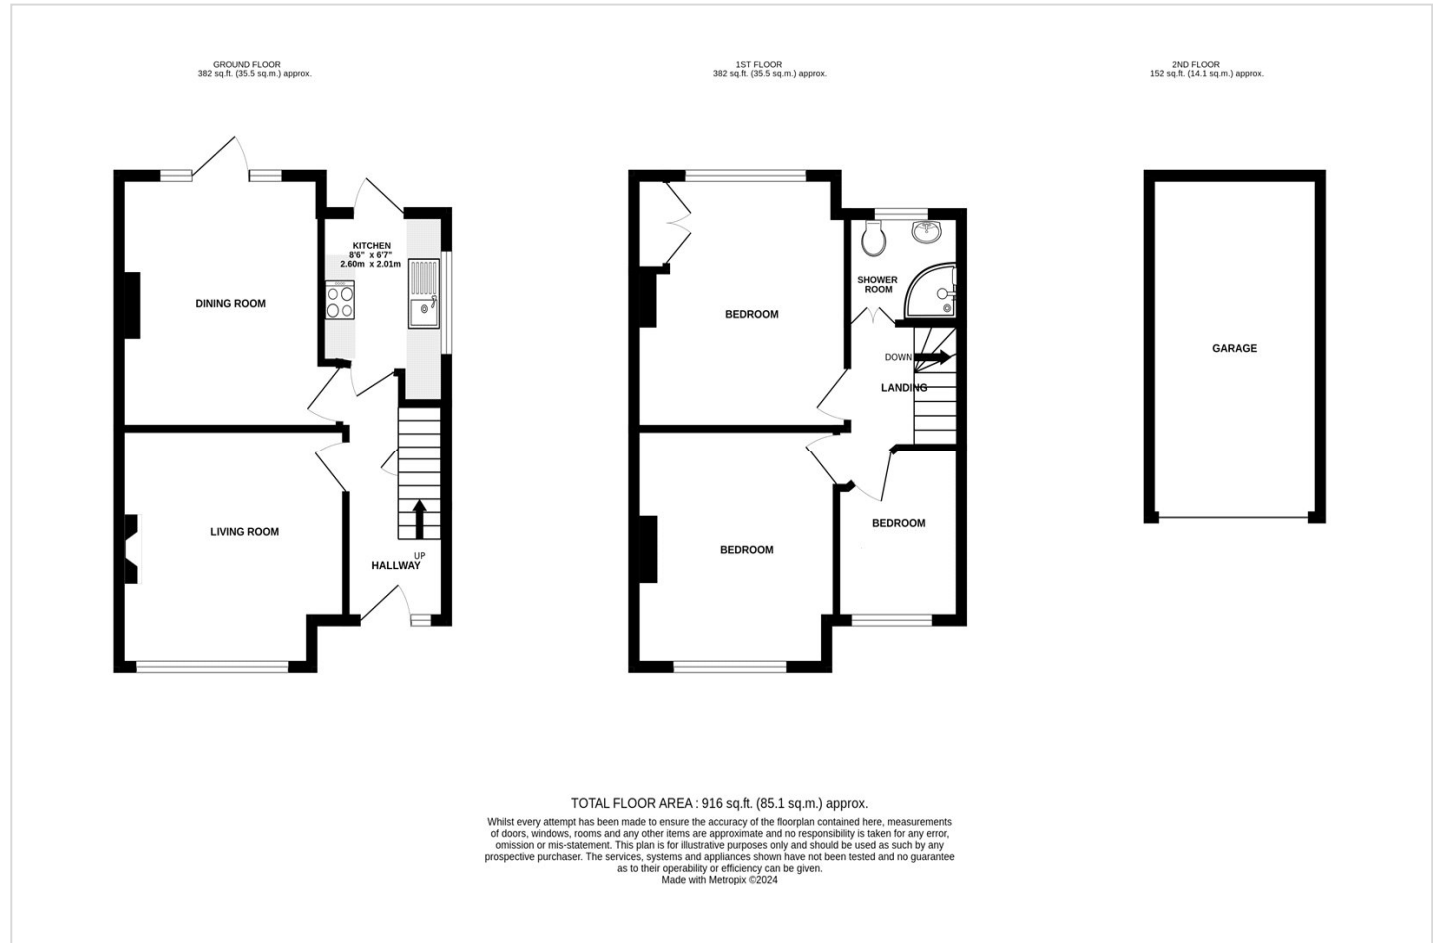 GROUND FLOOR
382 sq.ft. (35.5 sq.m.) approx.
1ST FLOOR
382 sq.ft. (35.5 sq.m.) approx.
2ND FLOOR
152 sq.ft. (14.1 sq.m.) approx.
KITCHEN
8'6" x 6'7"
2.60m x 2.01m
DINING ROOM
LIVING ROOM
UP
HALLWAY
SHOWER
ROOM
BEDROOM
DOWN
LANDING
BEDROOM
BEDROOM
GARAGE
TOTAL FLOOR AREA : 916 sq.ft. (85.1 sq.m.) approx.
Whilst every attempt has been made to ensure the accuracy of the floorplan contained here, measurements
of doors, windows, rooms and any other items are approximate and no responsibility is taken for any error,
omission or mis-statement. This plan is for illustrative purposes only and should be used as such by any
prospective purchaser. The services, systems and appliances shown have not been tested and no guarantee
as to their operability or efficiency can be given.
Made with Metropix ©2024